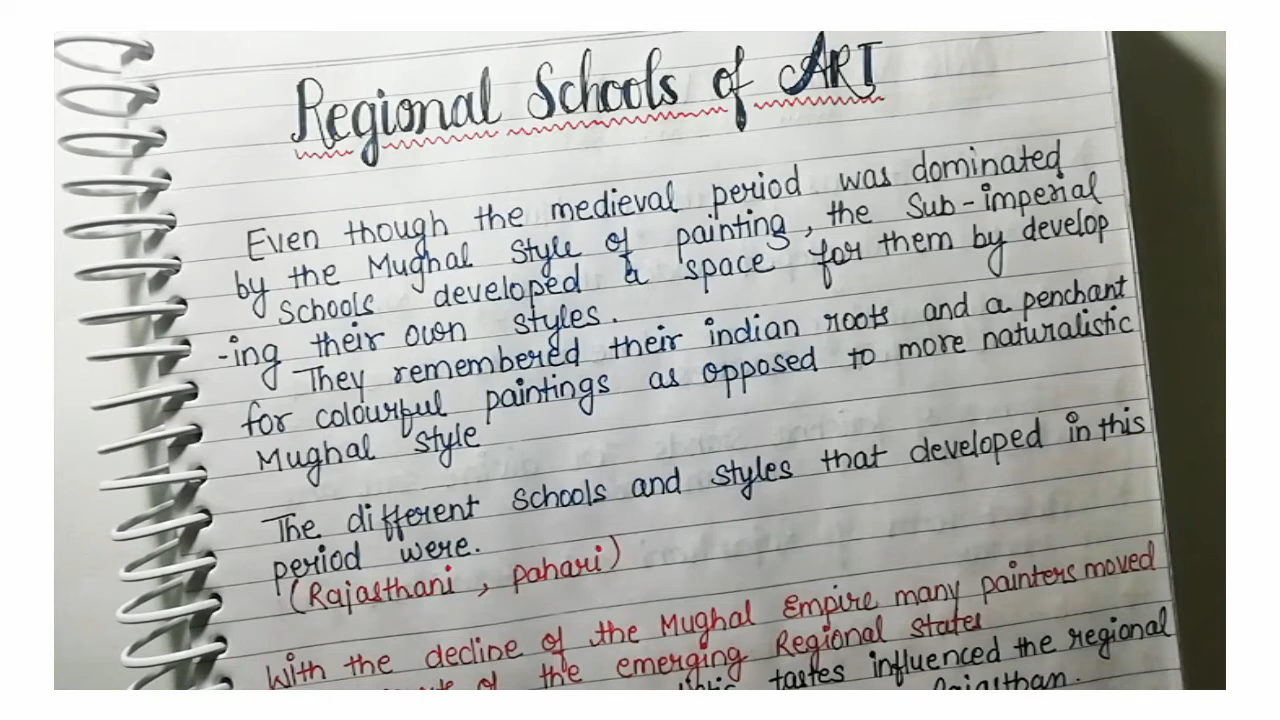 Regional Schools of ART
Even though the medieval period was dominated
by the Mughal Style of painting, the Sub-imperial
Schools developed a space for them by develop
-ing their own styles.
They remembered their indian roots and a penchant
for colourful paintings as opposed to more naturalistic
Mughal style
The different schools and styles that developed in this
period were.
(Rajasthani, pahari)
With the decline of the Mughal Empire many painters moved
of the emerging Regional states
tastes influenced the regional
Rajasthan.